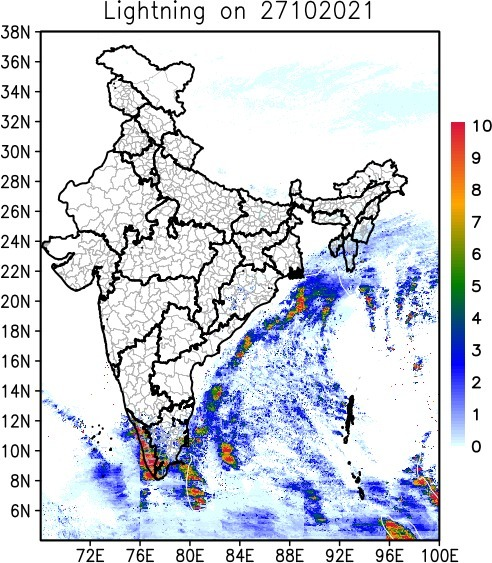 Lightning on 27102021
38N
36N
34N
32N
30N
28N
26N
24N
22N
20N
18N
16N
14N
12N
10N
8N
6N
72E 76E 80E 84E 88E 92E 96E 100E
10
9
8
7
6
5
4
3
2
1
0